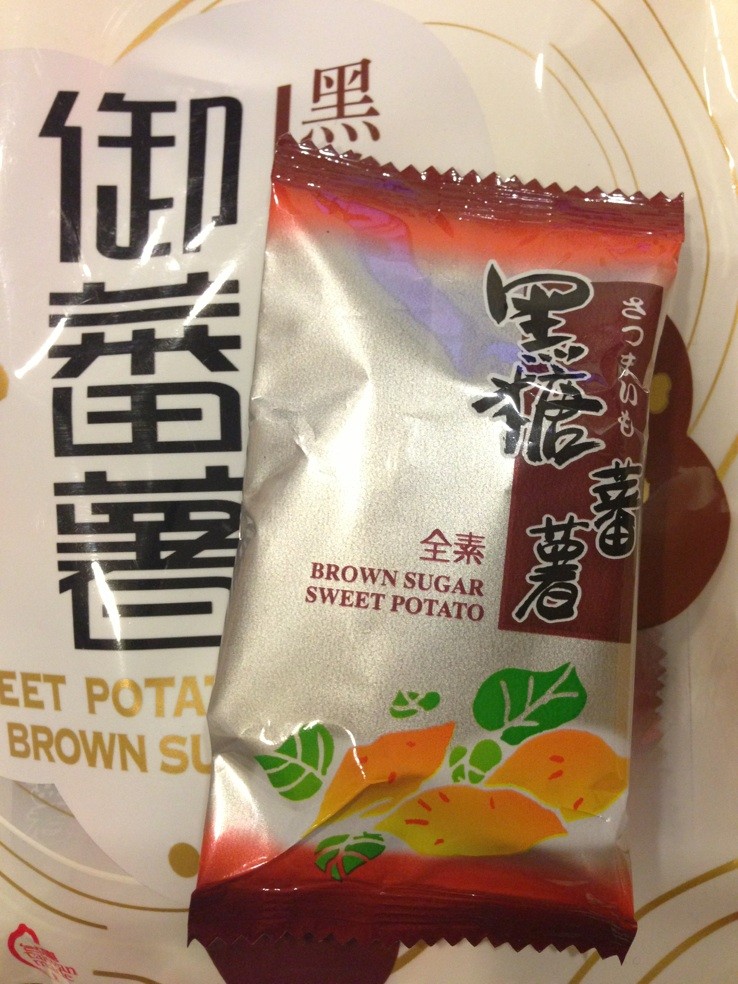 御蕃薯
黑
EET POTAT
BROWN SU
黑糖
さつまいも
蕃薯
全素
BROWN SUGAR
SWEET POTATO